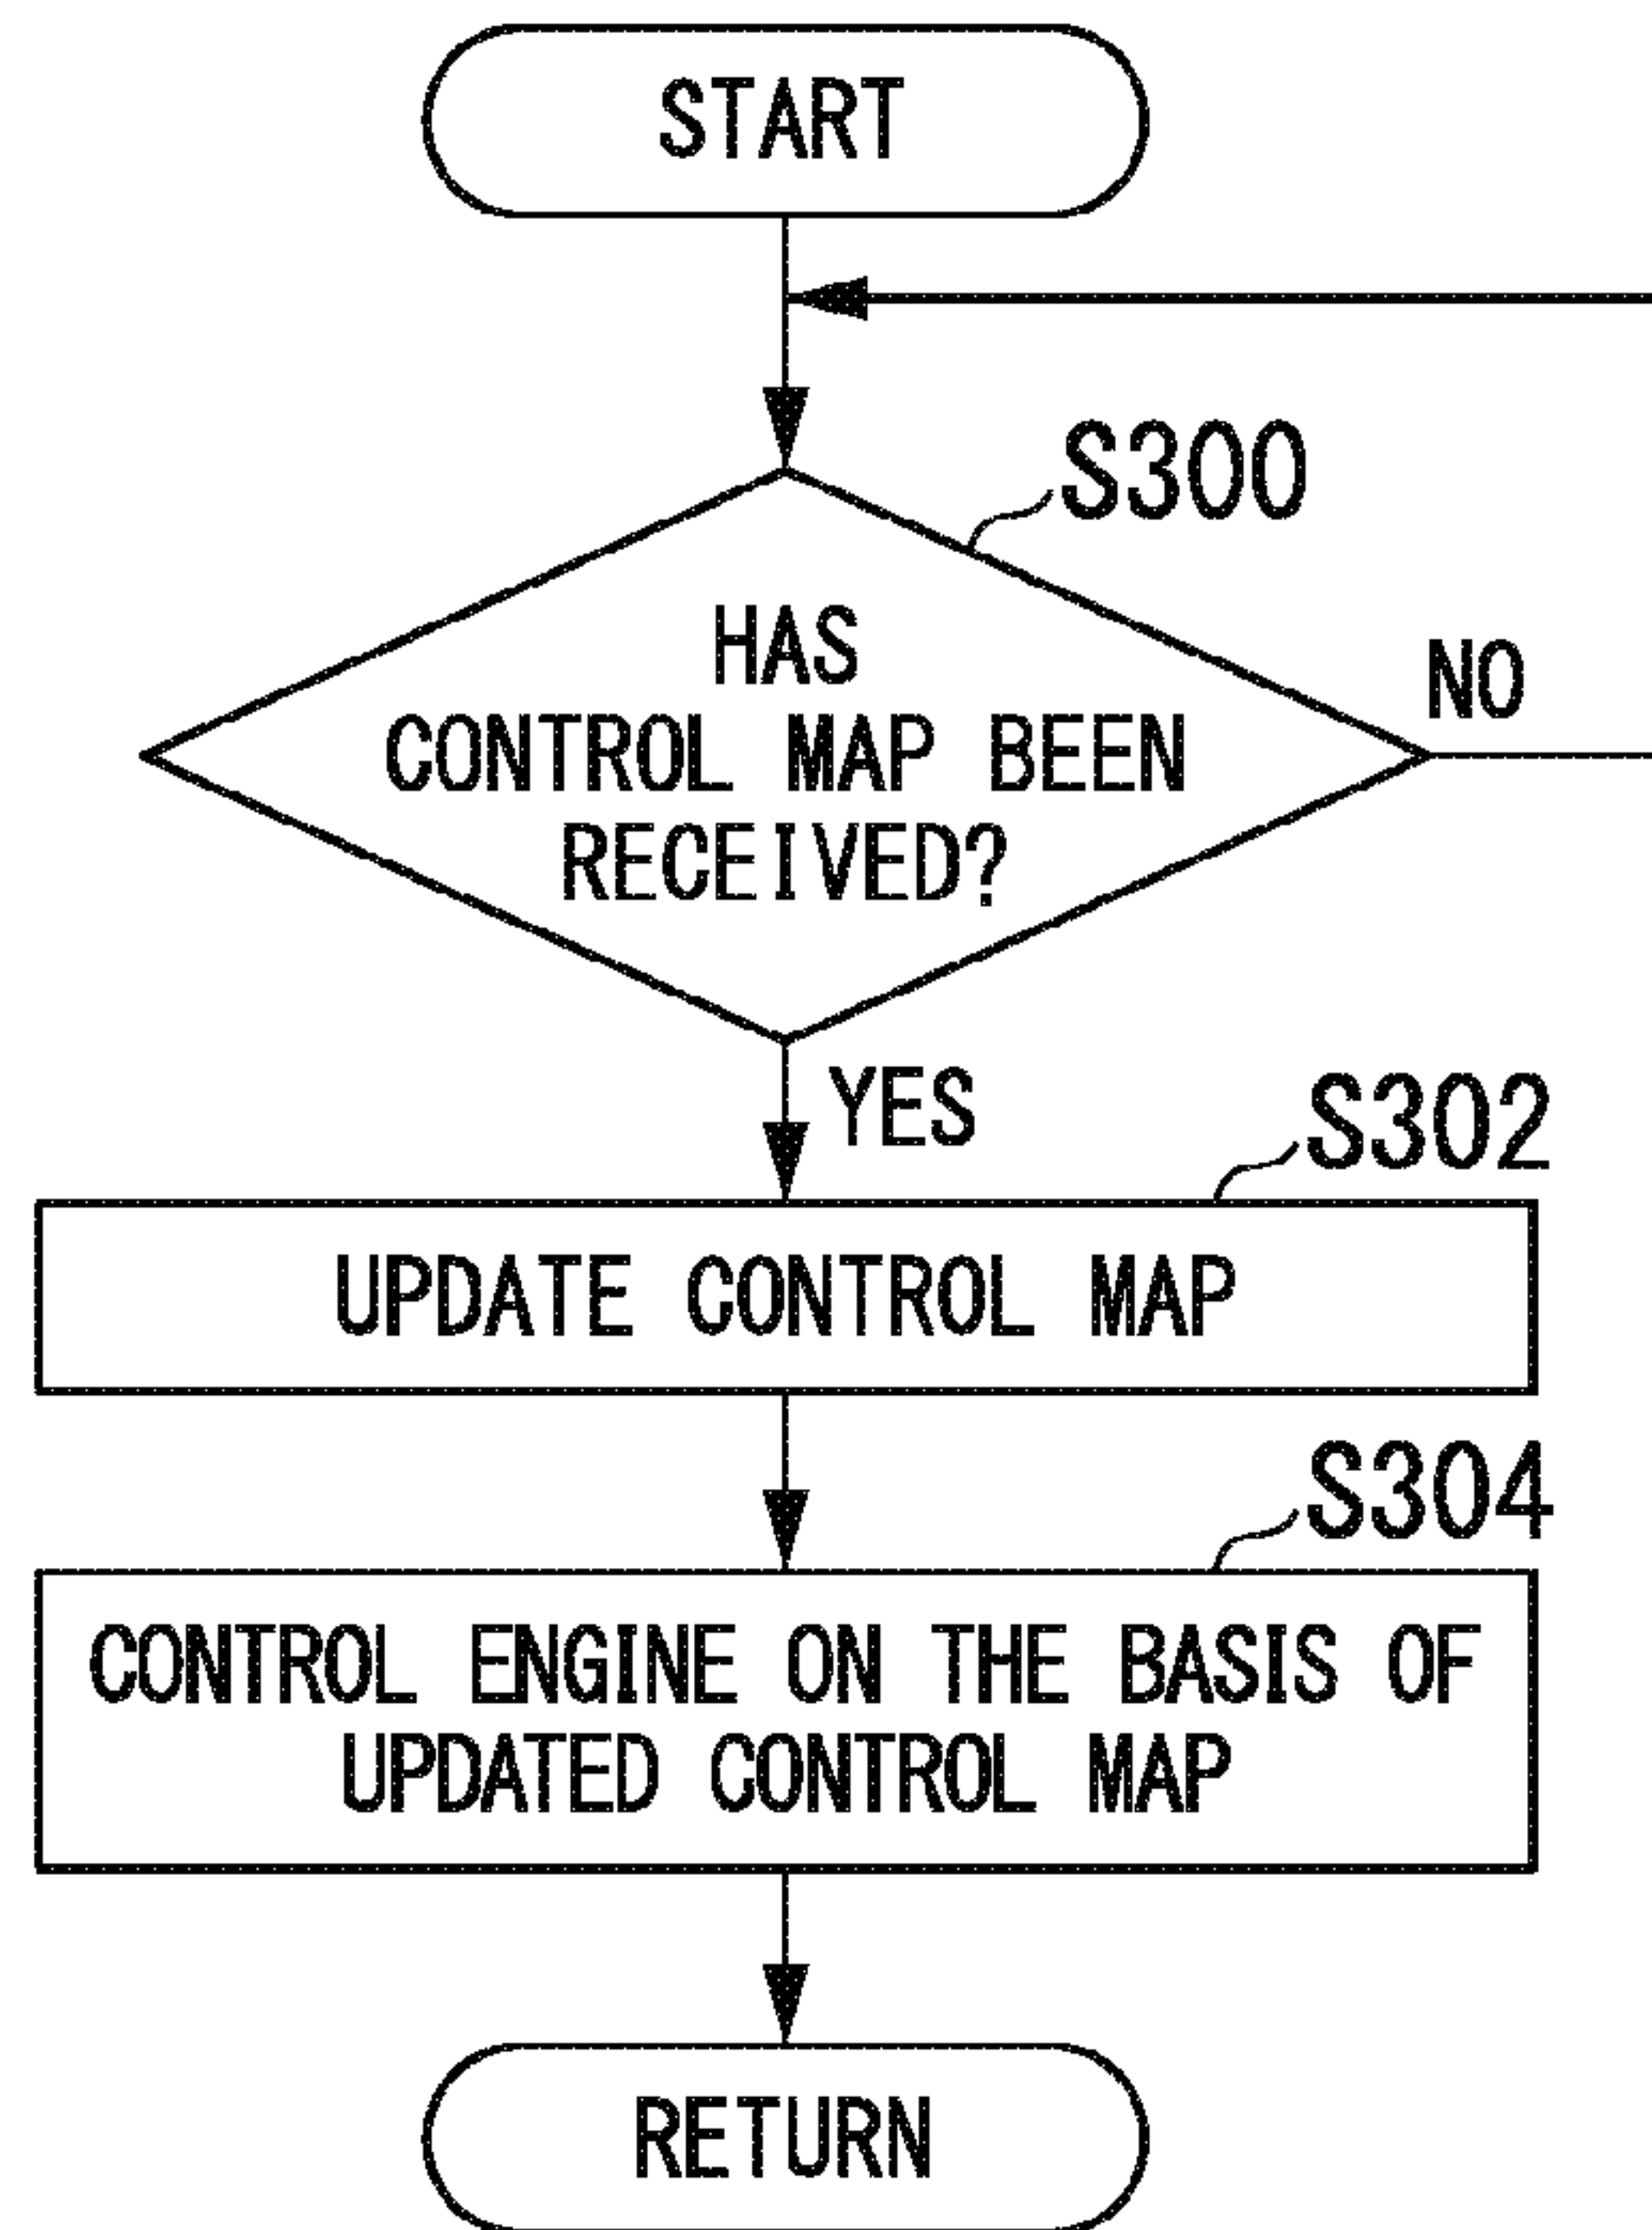 START
S300
HAS
CONTROL MAP BEEN
RECEIVED?
NO
YES
S302
UPDATE CONTROL MAP
S304
CONTROL ENGINE ON THE BASIS OF
UPDATED CONTROL MAP
RETURN